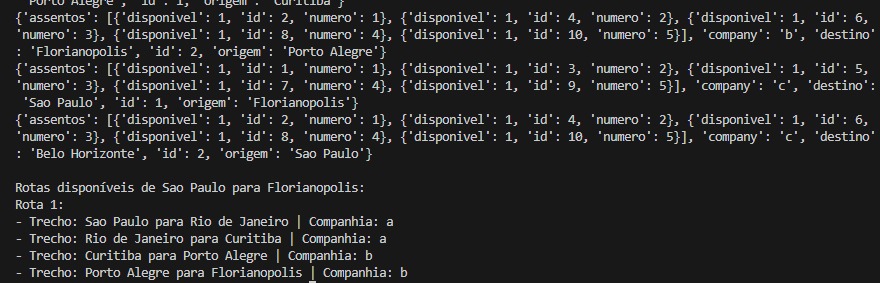 'Porto Alegre', 'id': 1, 'origem': 'Curitiba'}
{'assentos': [{'disponivel': 1, 'id': 2, 'numero': 1}, {'disponivel': 1, 'id': 4, 'numero': 2}, {'disponivel': 1, 'id': 6,
'numero': 3}, {'disponivel': 1, 'id': 8, 'numero': 4}, {'disponivel': 1, 'id': 10, 'numero': 5}], 'company': 'b', 'destino'
: 'Florianopolis', 'id': 2, 'origem': 'Porto Alegre'}
{'assentos': [{'disponivel': 1, 'id': 1, 'numero': 1}, {'disponivel': 1, 'id': 3, 'numero': 2}, {'disponivel': 1, 'id': 5,
'numero': 3}, {'disponivel': 1, 'id': 7, 'numero': 4}, {'disponivel': 1, 'id': 9, 'numero': 5}], 'company': 'c', 'destino':
'Sao Paulo', 'id': 1, 'origem': 'Florianopolis'}
{'assentos': [{'disponivel': 1, 'id': 2, 'numero': 1}, {'disponivel': 1, 'id': 4, 'numero': 2}, {'disponivel': 1, 'id': 6,
'numero': 3}, {'disponivel': 1, 'id': 8, 'numero': 4}, {'disponivel': 1, 'id': 10, 'numero': 5}], 'company': 'c', 'destino'
: 'Belo Horizonte', 'id': 2, 'origem': 'Sao Paulo'}
Rotas disponíveis de Sao Paulo para Florianopolis:
Rota 1:
- Trecho: Sao Paulo para Rio de Janeiro | Companhia: a
- Trecho: Rio de Janeiro para Curitiba | Companhia: a
- Trecho: Curitiba para Porto Alegre | Companhia: b
- Trecho: Porto Alegre para Florianopolis | Companhia: b